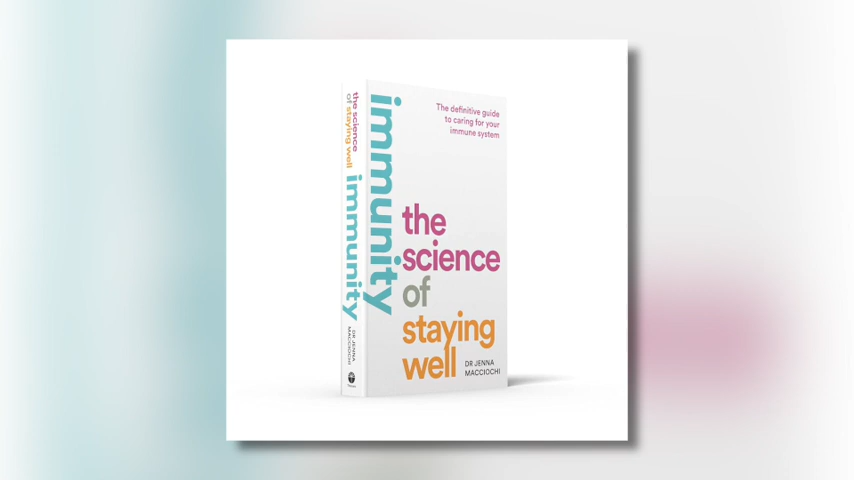 the science
of staying well
immunity
DR JENNA
MACCIOCHI
immunity
The definitive guide
to caring for your
immune system
the
science
of
staying
well
DR JENNA
MACCIOCHI